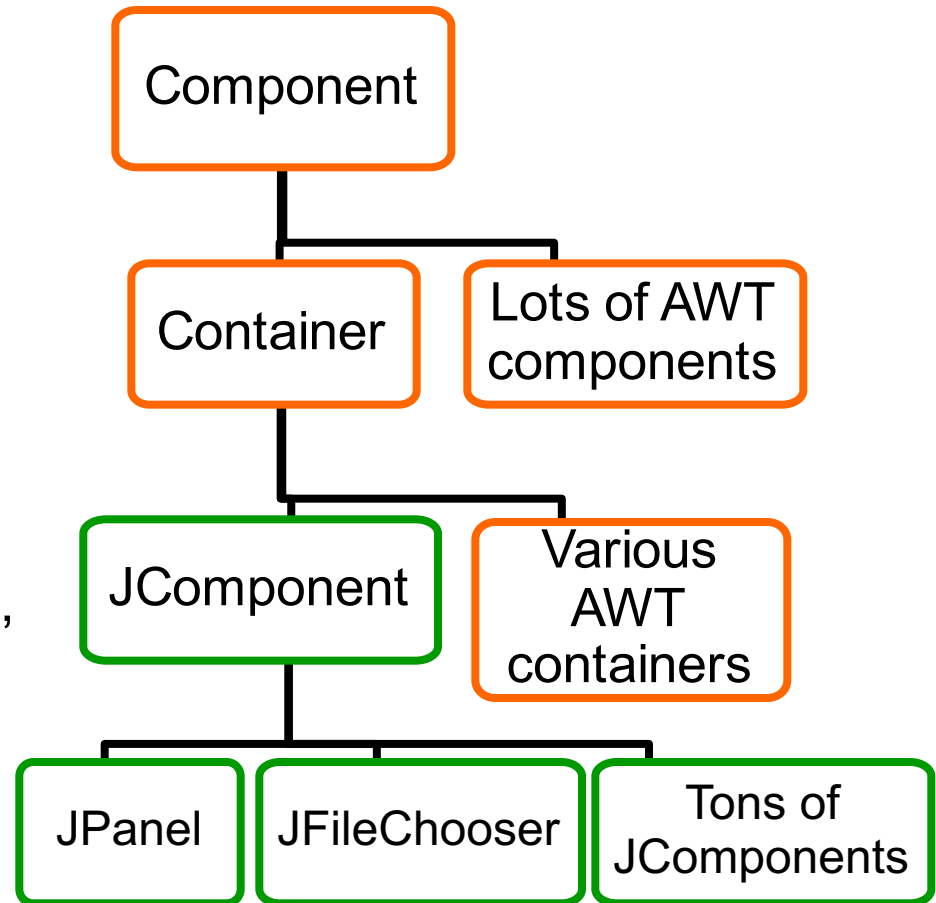 Component
Container
Lots of AWT
components
JComponent
Various
AWT
containers
,
JPanel
JFileChooser
Tons of
JComponents